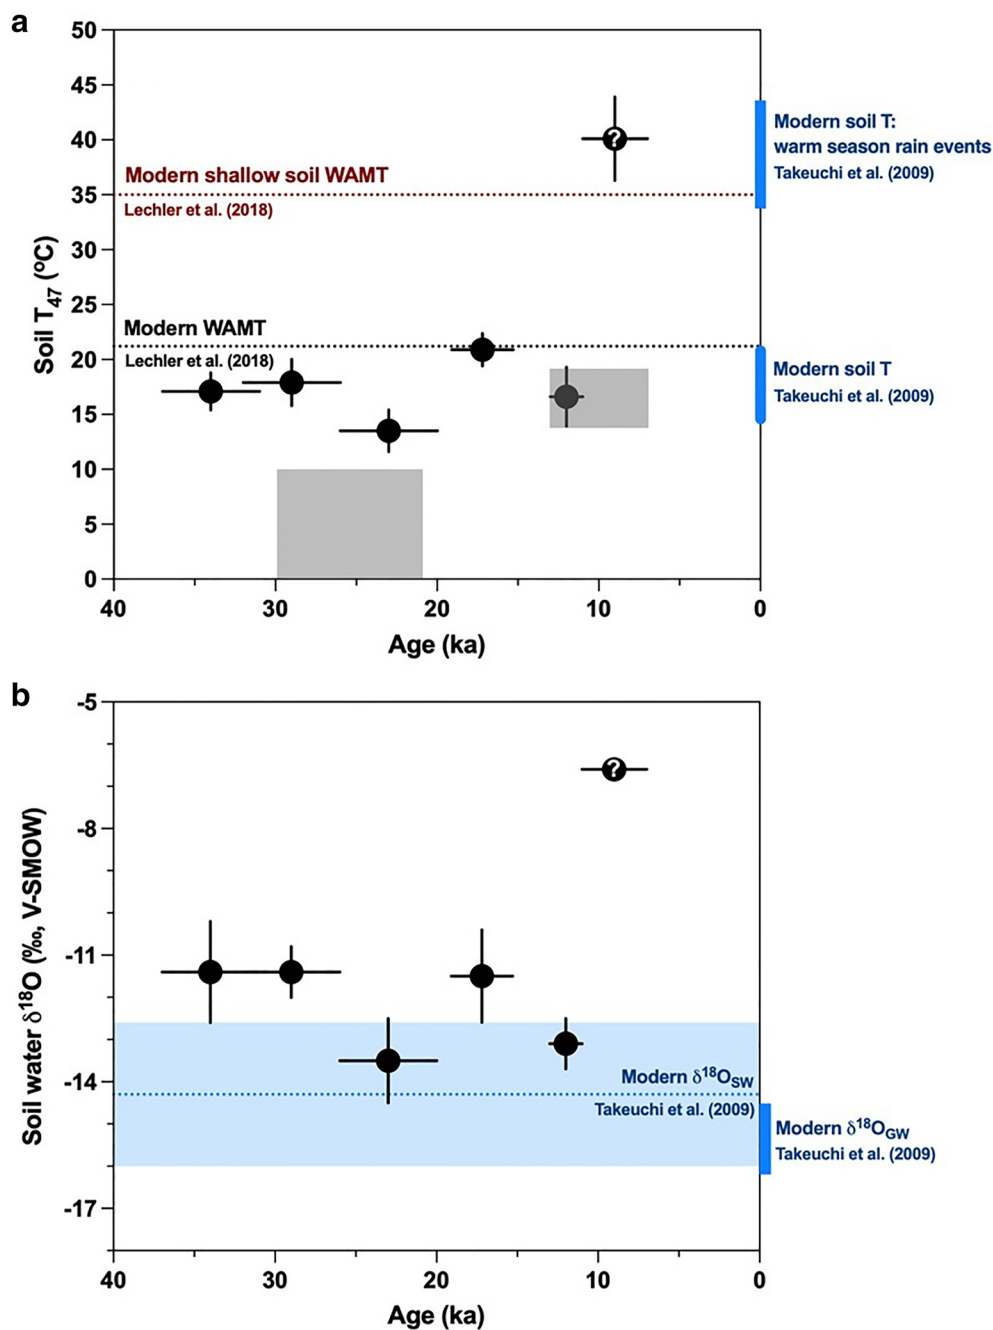 a
50
45
40
35
30
25
20
15
10
5
0
Soil T47 (ºC)
Modern shallow soil WAMT
Lechler et al. (2018)
Modern WAMT
Lechler et al. (2018)
?
Modern soil T:
warm season rain events
Takeuchi et al. (2009)
Modern soil T
Takeuchi et al. (2009)
40 30 20 10 0
Age (ka)
b
-5
-8
-11
-14
-17
Soil water δ18O (‰, V-SMOW)
?
Modern δ18OSW
Takeuchi et al. (2009)
Modern δ18OGW
Takeuchi et al. (2009)
40 30 20 10 0
Age (ka)